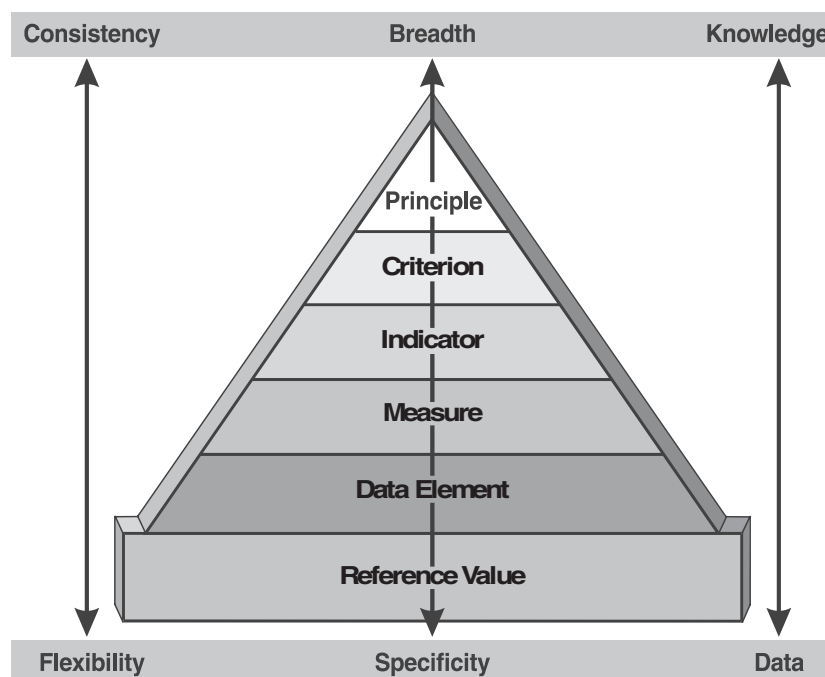 Consistency Breadth Knowledge
Principle
Criterion
Indicator
Measure
Data Element
Reference Value
Flexibility Specificity Data